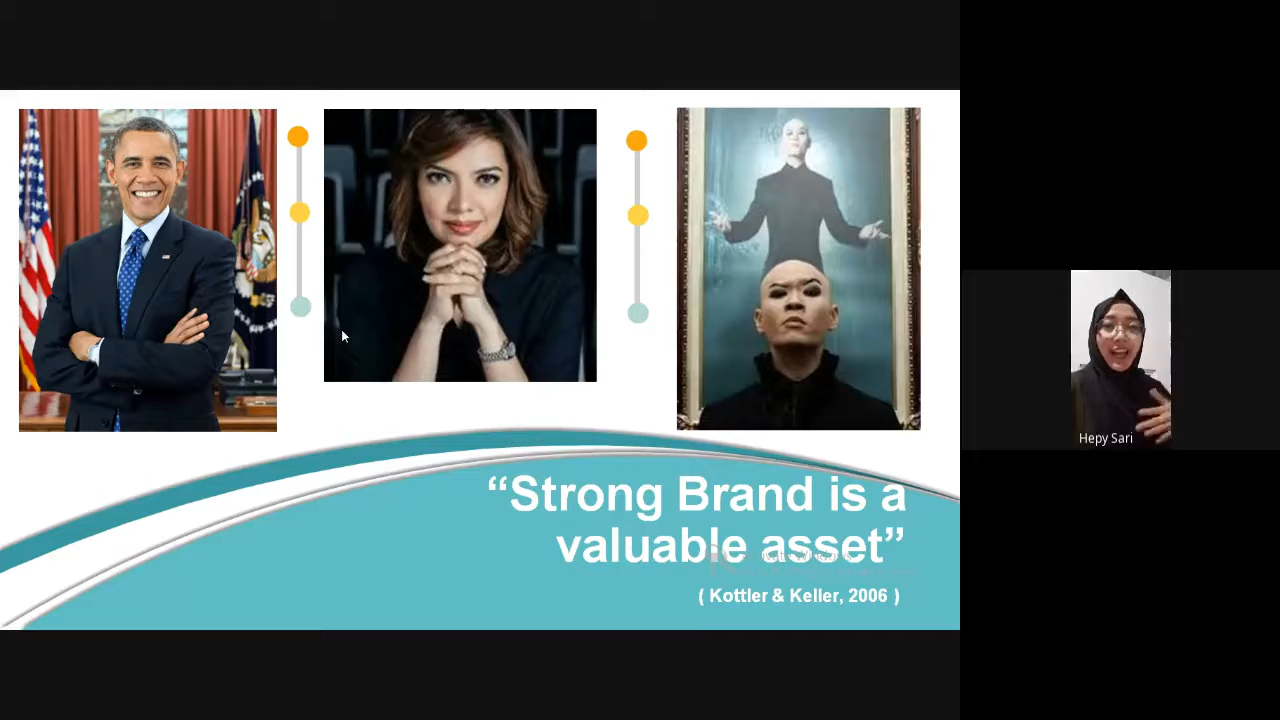 “Strong Brand is a
valuable asset”
( Kottler & Keller, 2006 )
Hepy Sari